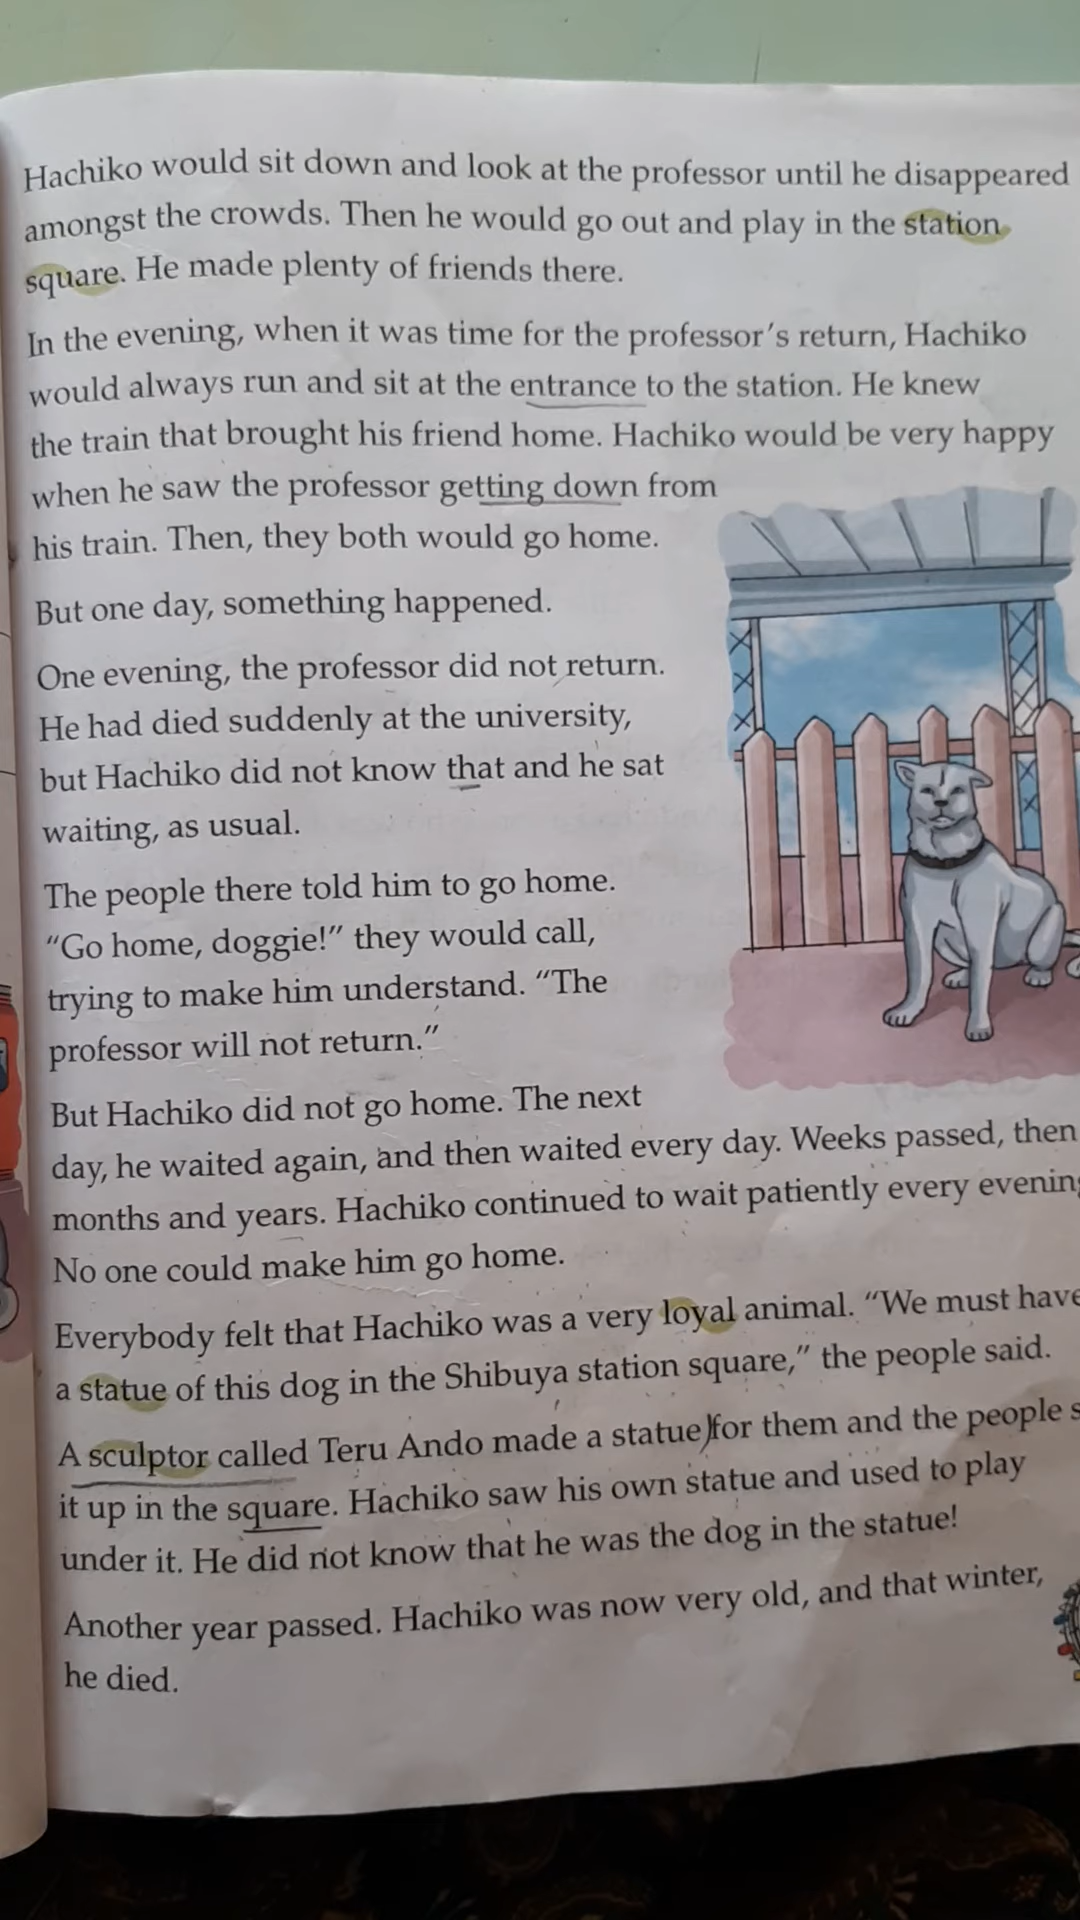 Hachiko would sit down and look at the professor until he disappeared
amongst the crowds. Then he would go out and play in the station
square. He made plenty of friends there.
In the evening, when it was time for the professor's return, Hachiko
would always run and sit at the entrance to the station. He knew
the train that brought his friend home. Hachiko would be very happy
when he saw the professor getting down from
his train. Then, they both would go home.
But one day, something happened.
One evening, the professor did not return.
He had died suddenly at the university,
but Hachiko did not know that and he sat
waiting, as usual.
The people there told him to go home.
“Go home, doggie!” they would call,
trying to make him understand. “The
professor will not return.”
But Hachiko did not go home. The next
day, he waited again, and then waited every day. Weeks passed, then
months and years. Hachiko continued to wait patiently every evening
No one could make him go home.
Everybody felt that Hachiko was a very loyal animal. “We must have
a statue of this dog in the Shibuya station square,” the people said.
A sculptor called Teru Ando made a statue for them and the people s
it up in the square. Hachiko saw his own statue and used to play
under it. He did not know that he was the dog in the statue!
Another year passed. Hachiko was now very old, and that winter,
he died.